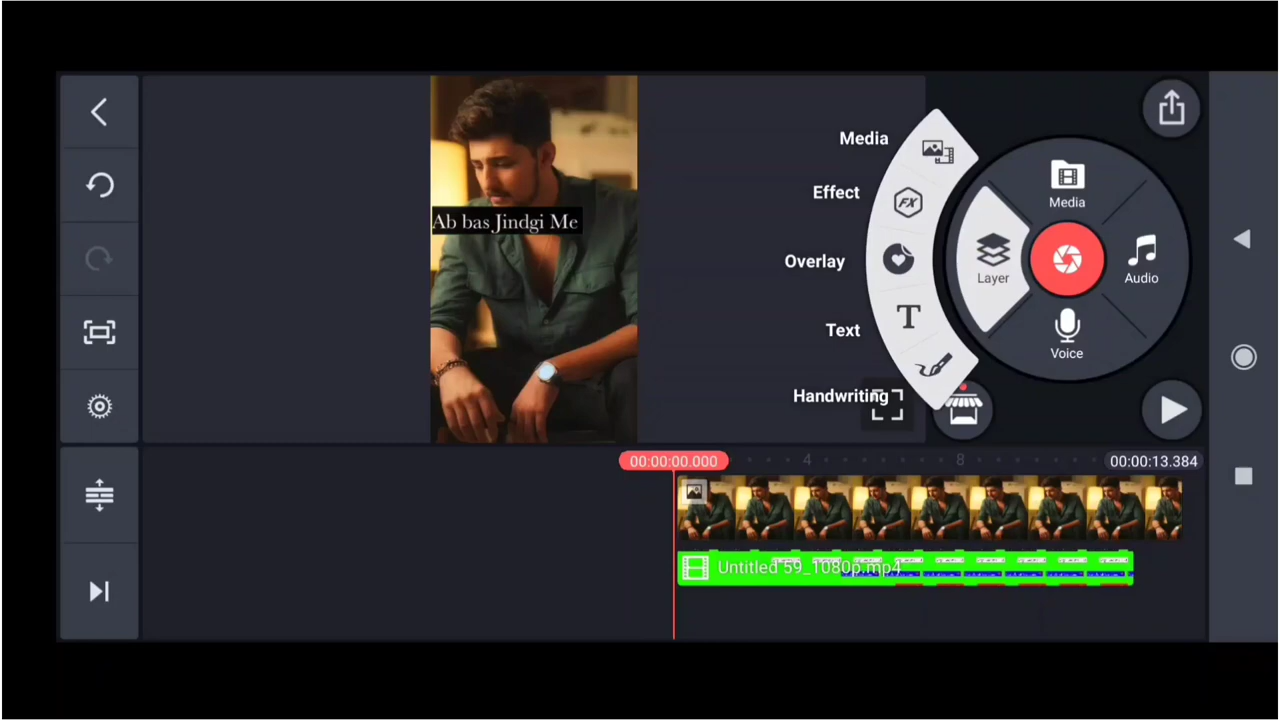 Media
Effect
Overlay
Text
Handwriting
FX
T
Media
Layer
Audio
Voice
Ab bas Jindgi Me
00:00:00.000
4
8
00:00:13.384
Untitled 59_1080p.mp4